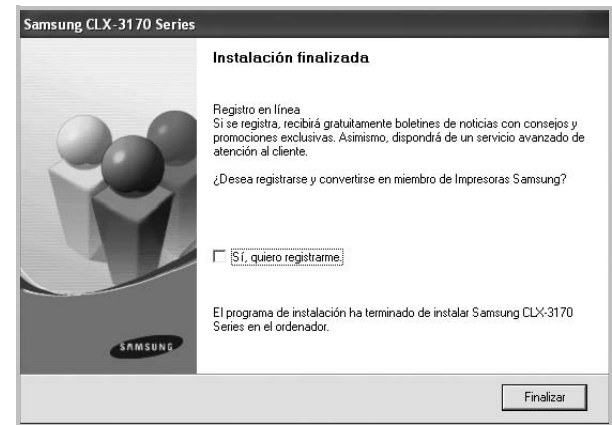 Samsung CLX-3170 Series
Instalación finalizada
Registro en línea
Si se registra, recibirá gratuitamente boletines de noticias con consejos y
promociones exclusivas. Asimismo, dispondrá de un servicio avanzado de
atención al cliente.
¿Desea registrarse y convertirse en miembro de Impresoras Samsung?
Sí, quiero registrarme.
El programa de instalación ha terminado de instalar Samsung CLX-3170
Series en el ordenador.
SAMSUNG
Finalizar